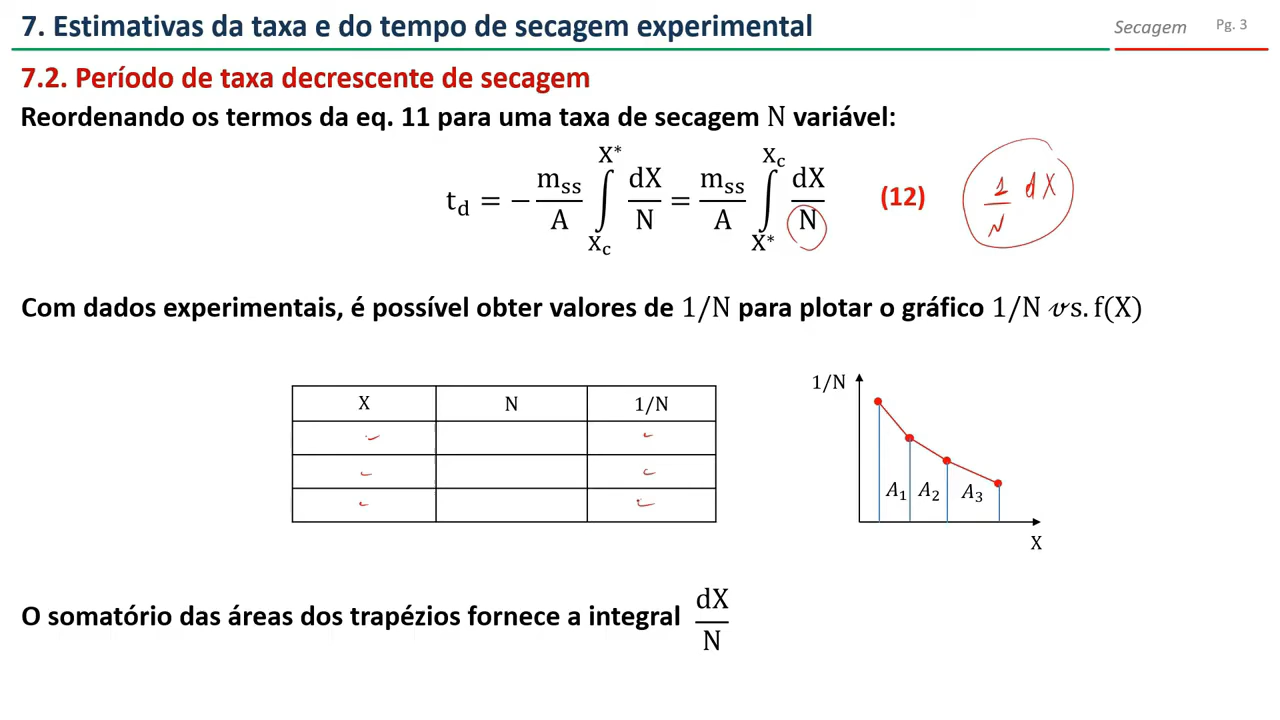 7. Estimativas da taxa e do tempo de secagem experimental
Secagem Pg. 3
7.2. Período de taxa decrescente de secagem
Reordenando os termos da eq. 11 para uma taxa de secagem N variável:
t_d = − m_ss/A ∫_{X_c}^{X*} dX/N = m_ss/A ∫_{X*}^{X_c} dX/N (12) 1/N dX
Com dados experimentais, é possível obter valores de 1/N para plotar o gráfico 1/N vs. f(X)
X N 1/N
1/N
A₁ A₂ A₃
X
O somatório das áreas dos trapézios fornece a integral dX/N